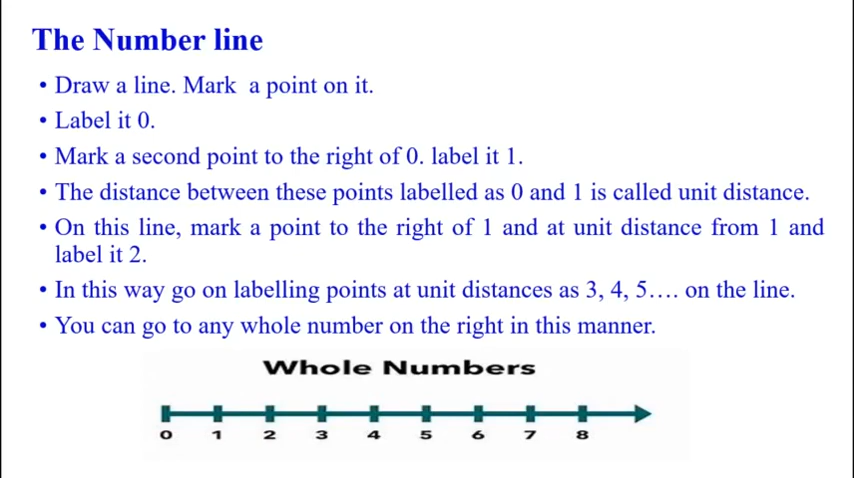 The Number line
• Draw a line. Mark a point on it.
• Label it 0.
• Mark a second point to the right of 0. label it 1.
• The distance between these points labelled as 0 and 1 is called unit distance.
• On this line, mark a point to the right of 1 and at unit distance from 1 and
label it 2.
• In this way go on labelling points at unit distances as 3, 4, 5…. on the line.
• You can go to any whole number on the right in this manner.
Whole Numbers
0 1 2 3 4 5 6 7 8